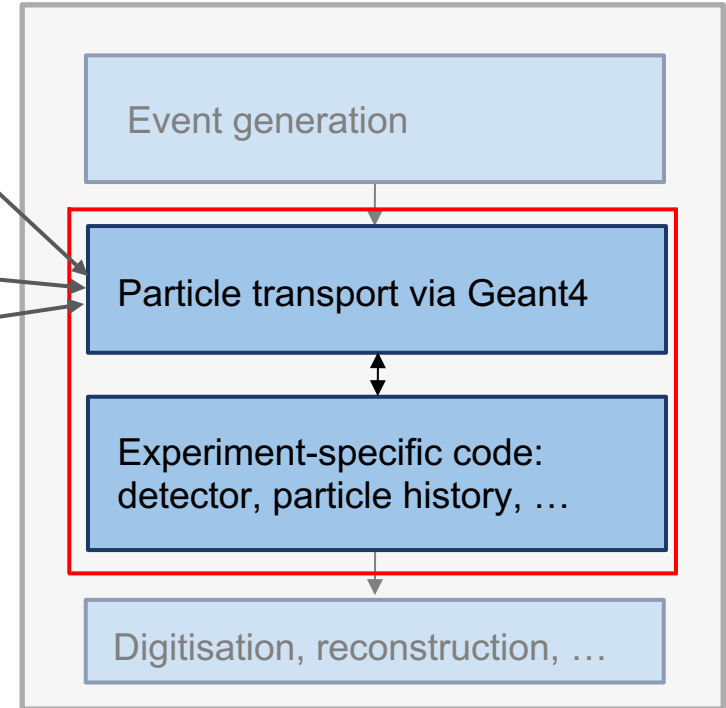 Event generation
Particle transport via Geant4
Experiment-specific code:
detector, particle history, …
Digitisation, reconstruction, …